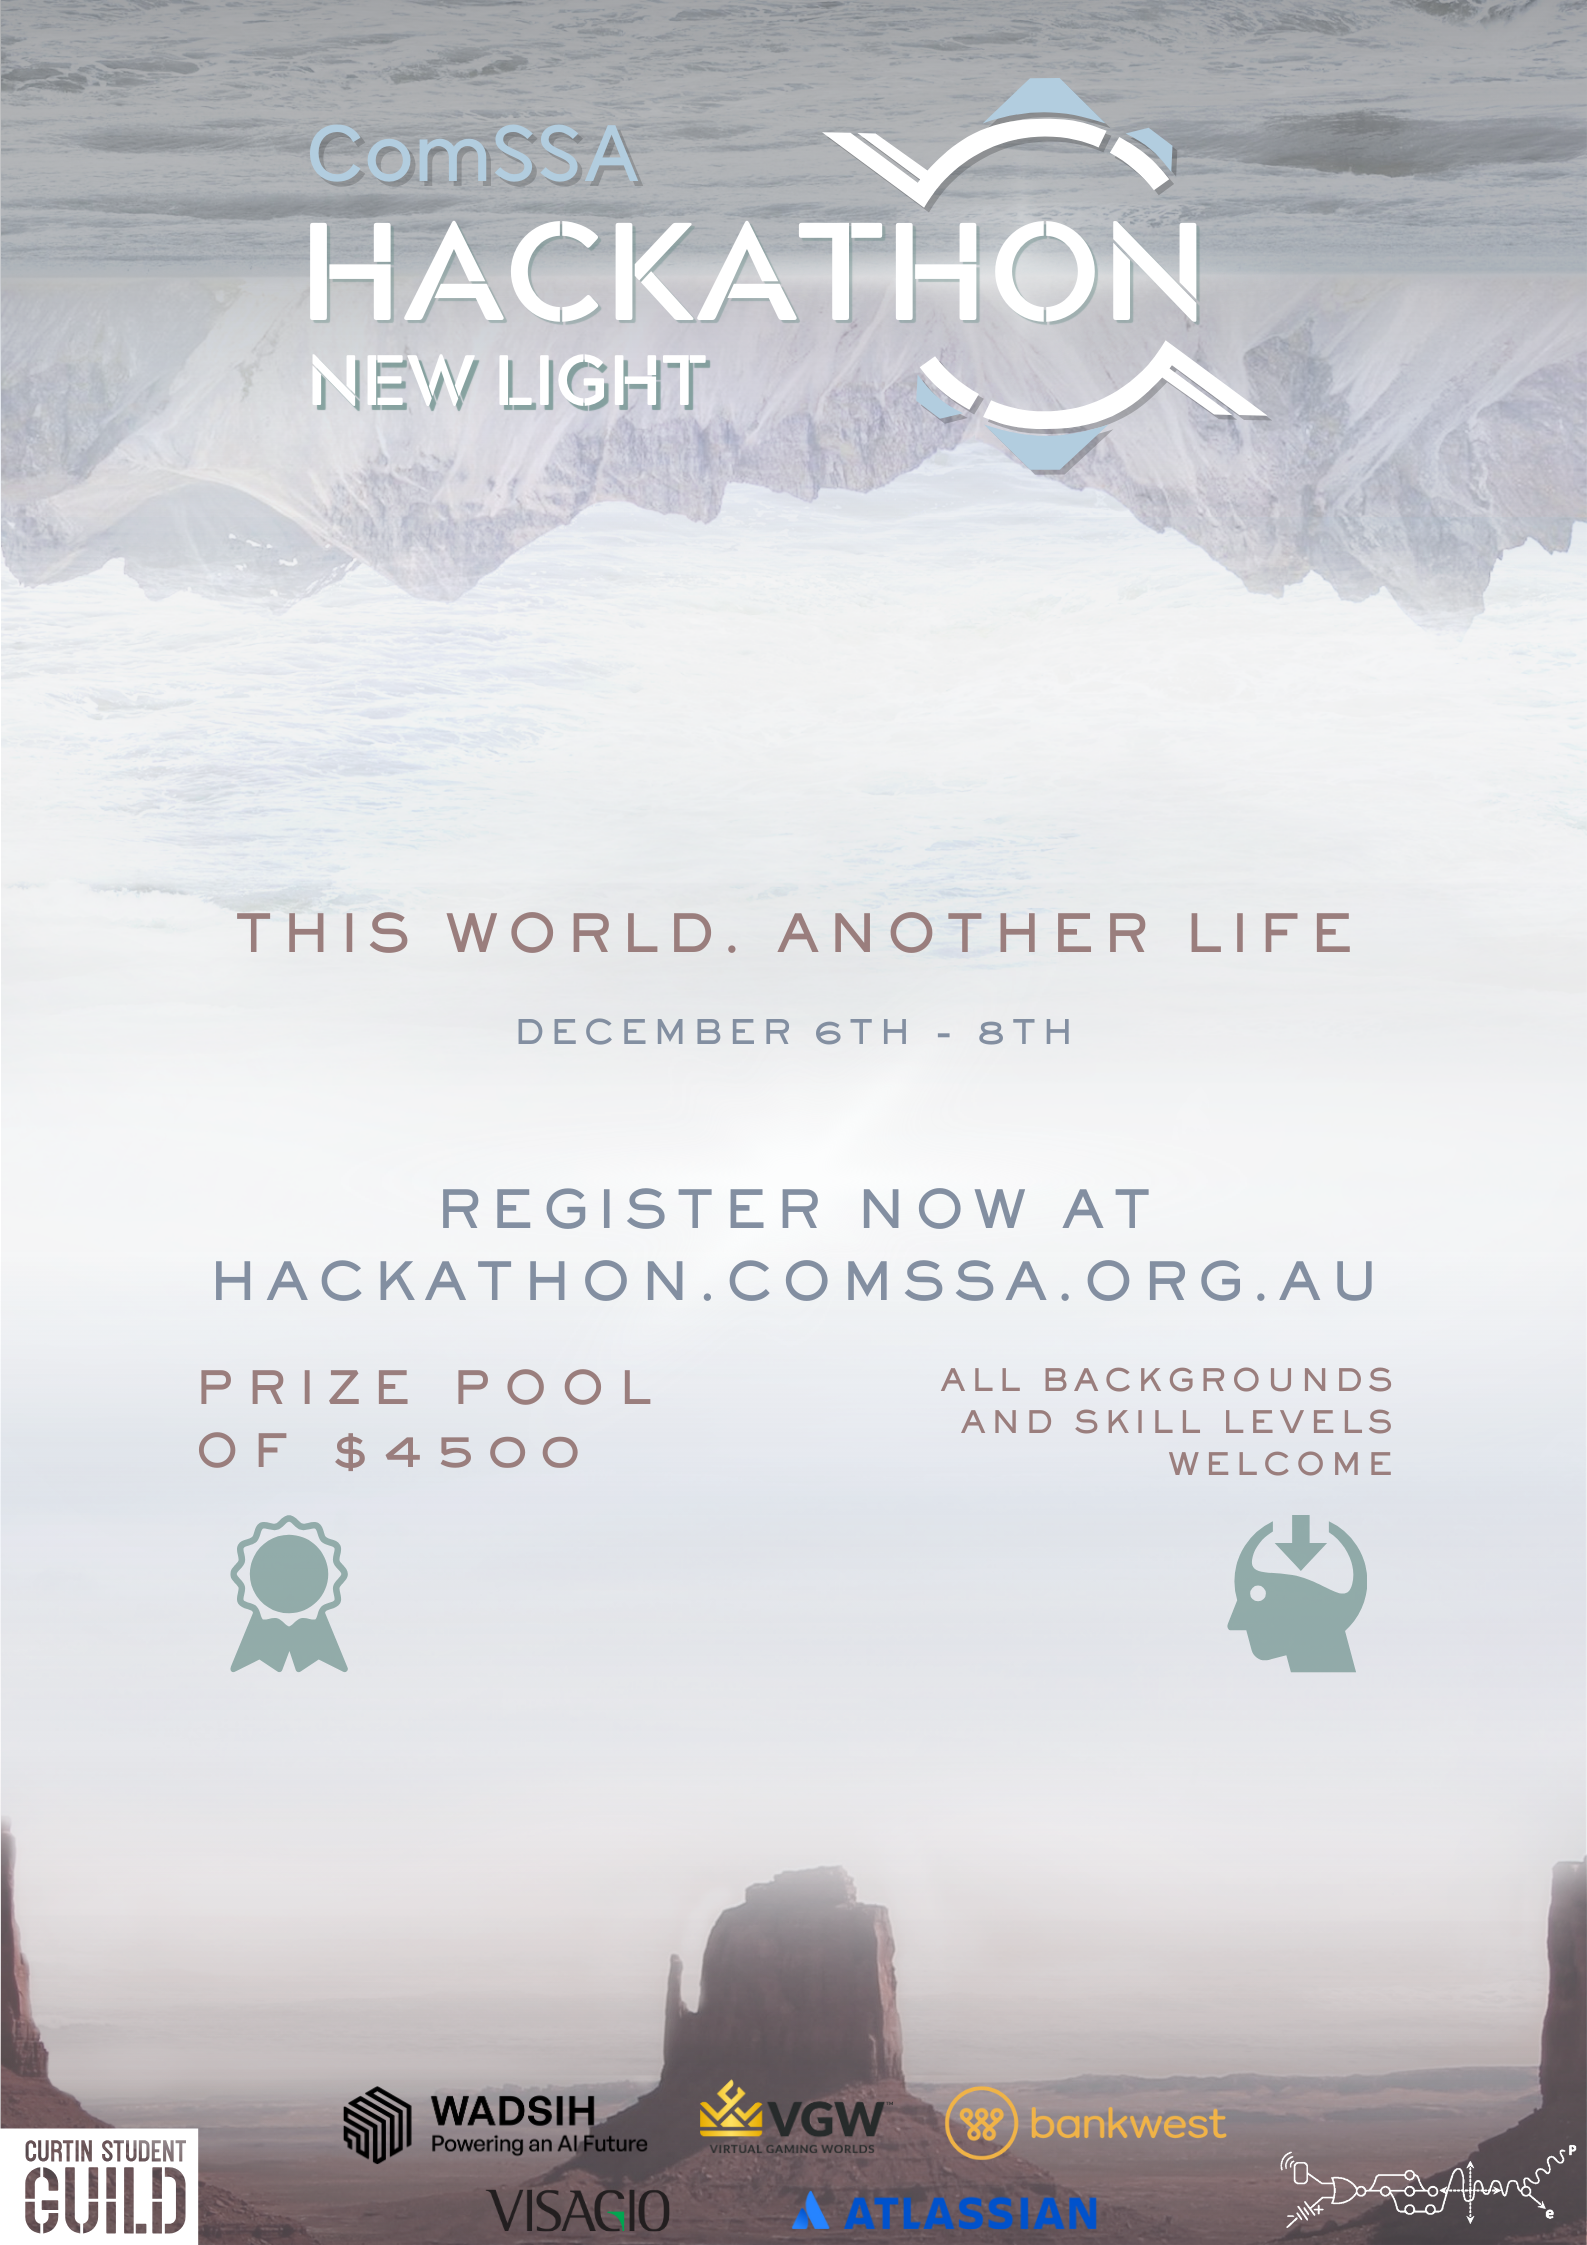 ComSSA
HACKATHON
NEW LIGHT
THIS WORLD. ANOTHER LIFE
DECEMBER 6TH - 8TH
REGISTER NOW AT
HACKATHON.COMSSA.ORG.AU
PRIZE POOL
OF $4500
ALL BACKGROUNDS
AND SKILL LEVELS
WELCOME
WADSIH
Powering an AI Future
VGW™
VIRTUAL GAMING WORLDS
bankwest
CURTIN STUDENT
GUILD
VISAGIO
ATLASSIAN
P
e